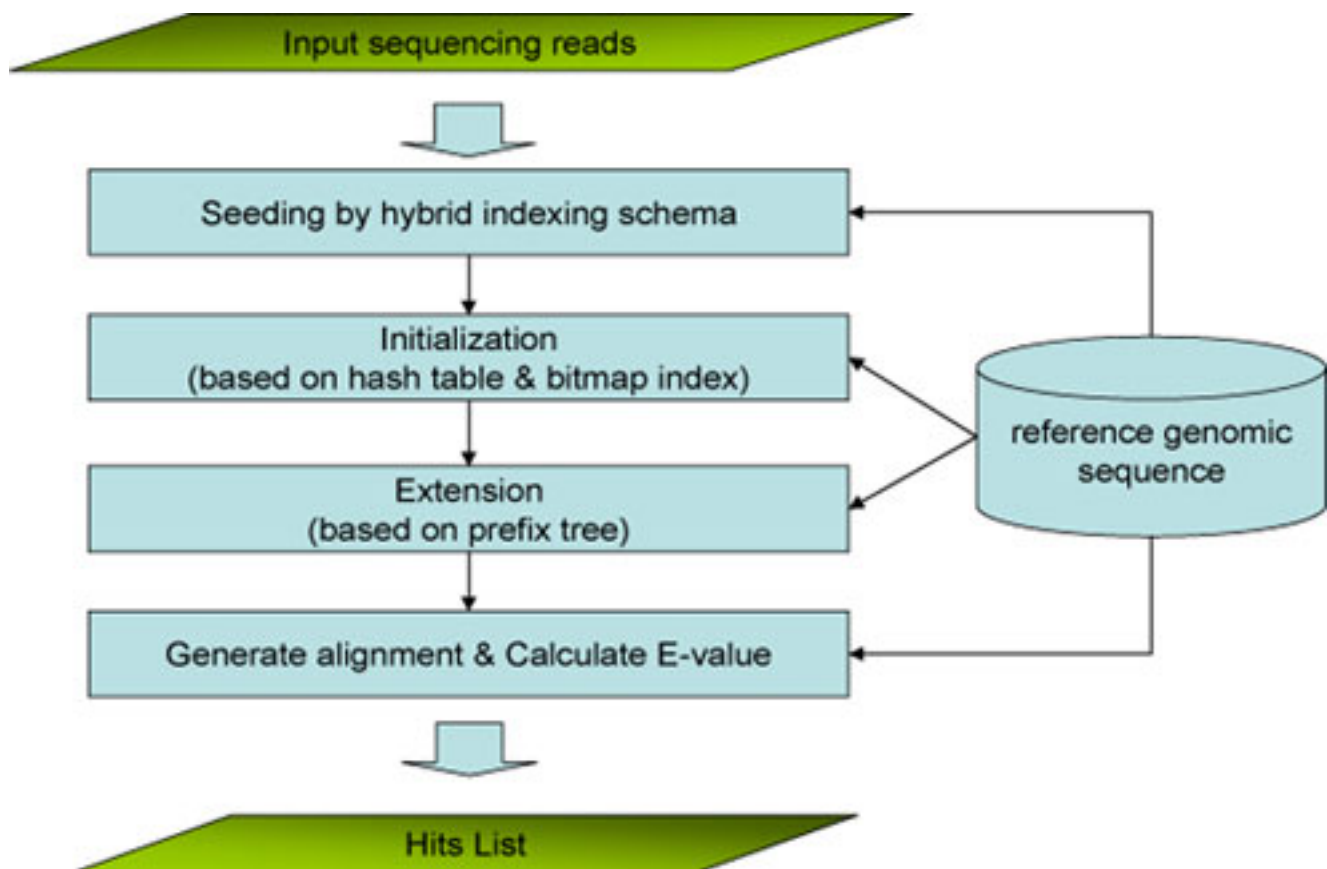 Input sequencing reads
Seeding by hybrid indexing schema
Initialization
(based on hash table & bitmap index)
Extension
(based on prefix tree)
reference genomic
sequence
Generate alignment & Calculate E-value
Hits List